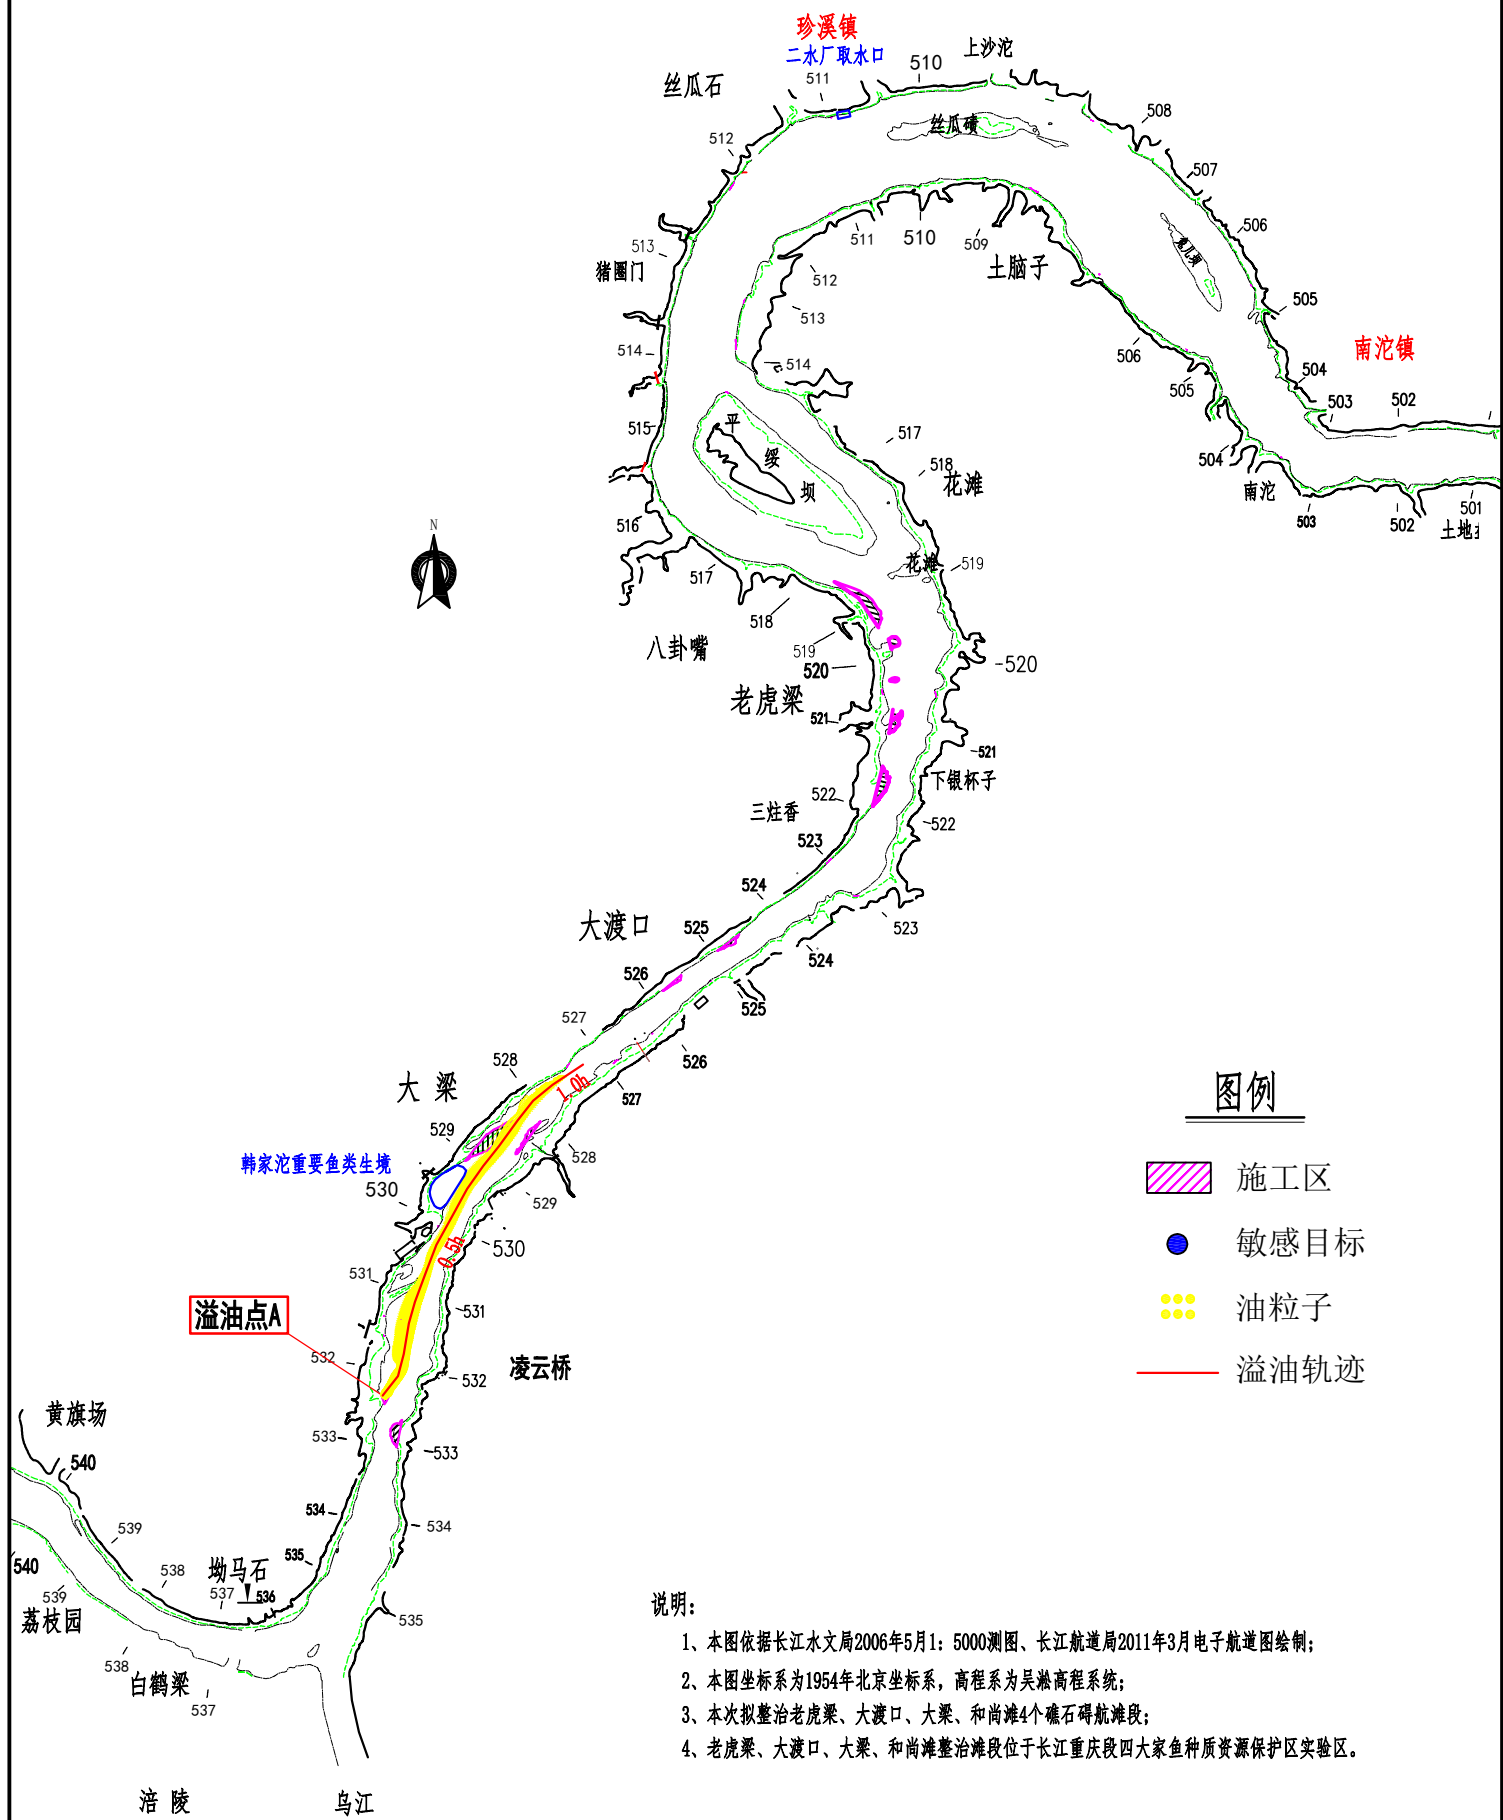 珍溪镇
二水厂取水口
上沙沱
511
510
丝瓜石
508
丝瓜碛
512
507
506
513
511
510
509
兔儿坝
猪圈门
土脑子
512
505
513
514
514
506
南沱镇
505
504
503
502
515
平
绥
坝
517
504
518
花滩
南沱
516
503
502
501
土地
N
花滩
519
517
518
八卦嘴
519
520
520
老虎梁
521
521
下银杯子
522
三炷香
522
523
524
大渡口
525
523
524
526
525
527
528
526
大 梁
1.0h
527
529
528
韩家沱重要鱼类生境
530
529
0.5h
530
531
溢油点A
531
532
凌云桥
532
黄旗场
533
533
540
534
534
539
535
540
坳马石
538
537
536
539
荔枝园
535
538
白鹤梁
537
涪 陵
乌江
图例
施工区
敏感目标
油粒子
溢油轨迹
说明:
1、本图依据长江水文局2006年5月1: 5000测图、长江航道局2011年3月电子航道图绘制;
2、本图坐标系为1954年北京坐标系, 高程系为吴淞高程系统;
3、本次拟整治老虎梁、大渡口、大梁、和尚滩4个礁石碍航滩段;
4、老虎梁、大渡口、大梁、和尚滩整治滩段位于长江重庆段四大家鱼种质资源保护区实验区。